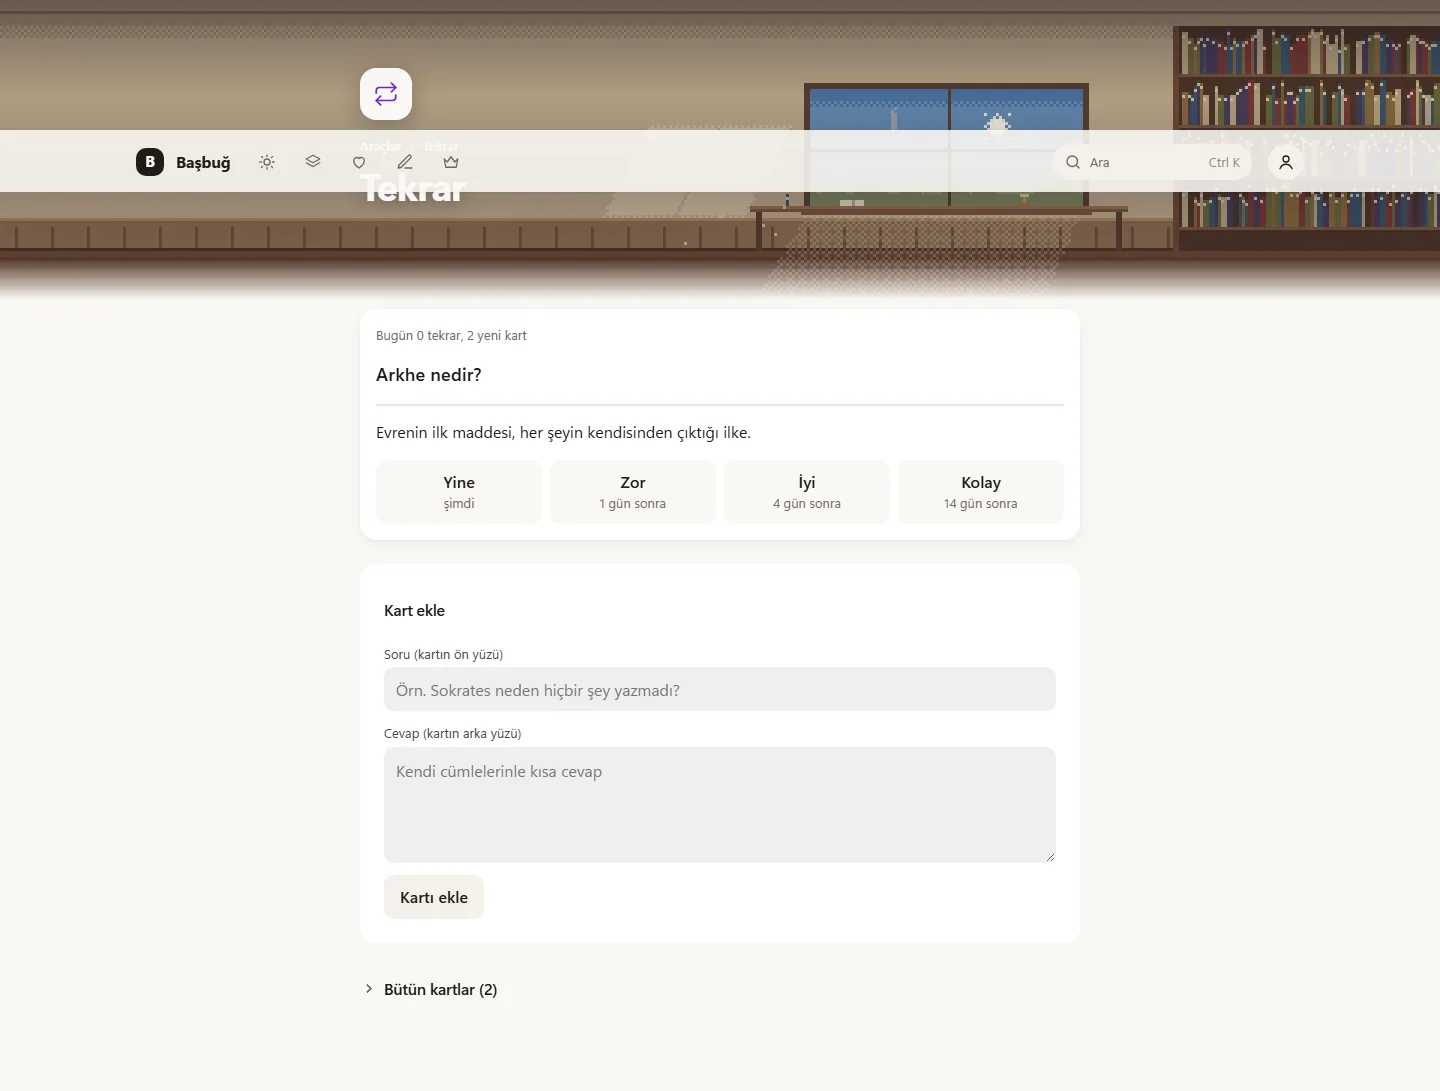 Araçlar / Tekrar
B Başbuğ
Ara Ctrl K
Tekrar
Bugün 0 tekrar, 2 yeni kart
Arkhe nedir?
Evrenin ilk maddesi, her şeyin kendisinden çıktığı ilke.
Yine Zor İyi Kolay
şimdi 1 gün sonra 4 gün sonra 14 gün sonra
Kart ekle
Soru (kartın ön yüzü)
Örn. Sokrates neden hiçbir şey yazmadı?
Cevap (kartın arka yüzü)
Kendi cümlelerinle kısa cevap
Kartı ekle
Bütün kartlar (2)